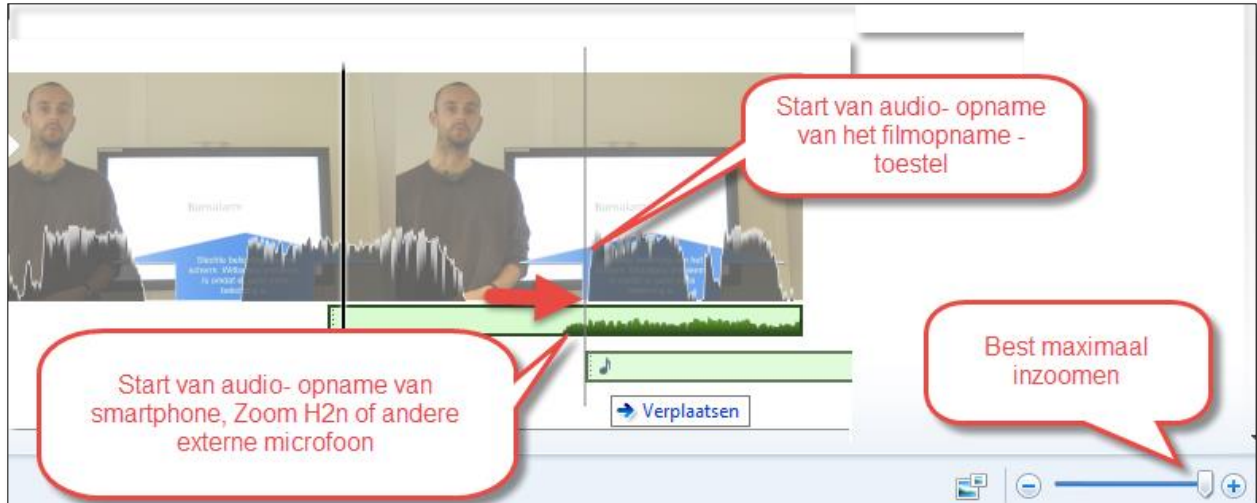 Start van audio- opname
van het filmopname -
toestel
Start van audio- opname van
smartphone, Zoom H2n of andere
externe microfoon
Verplaatsen
Best maximaal
inzoomen